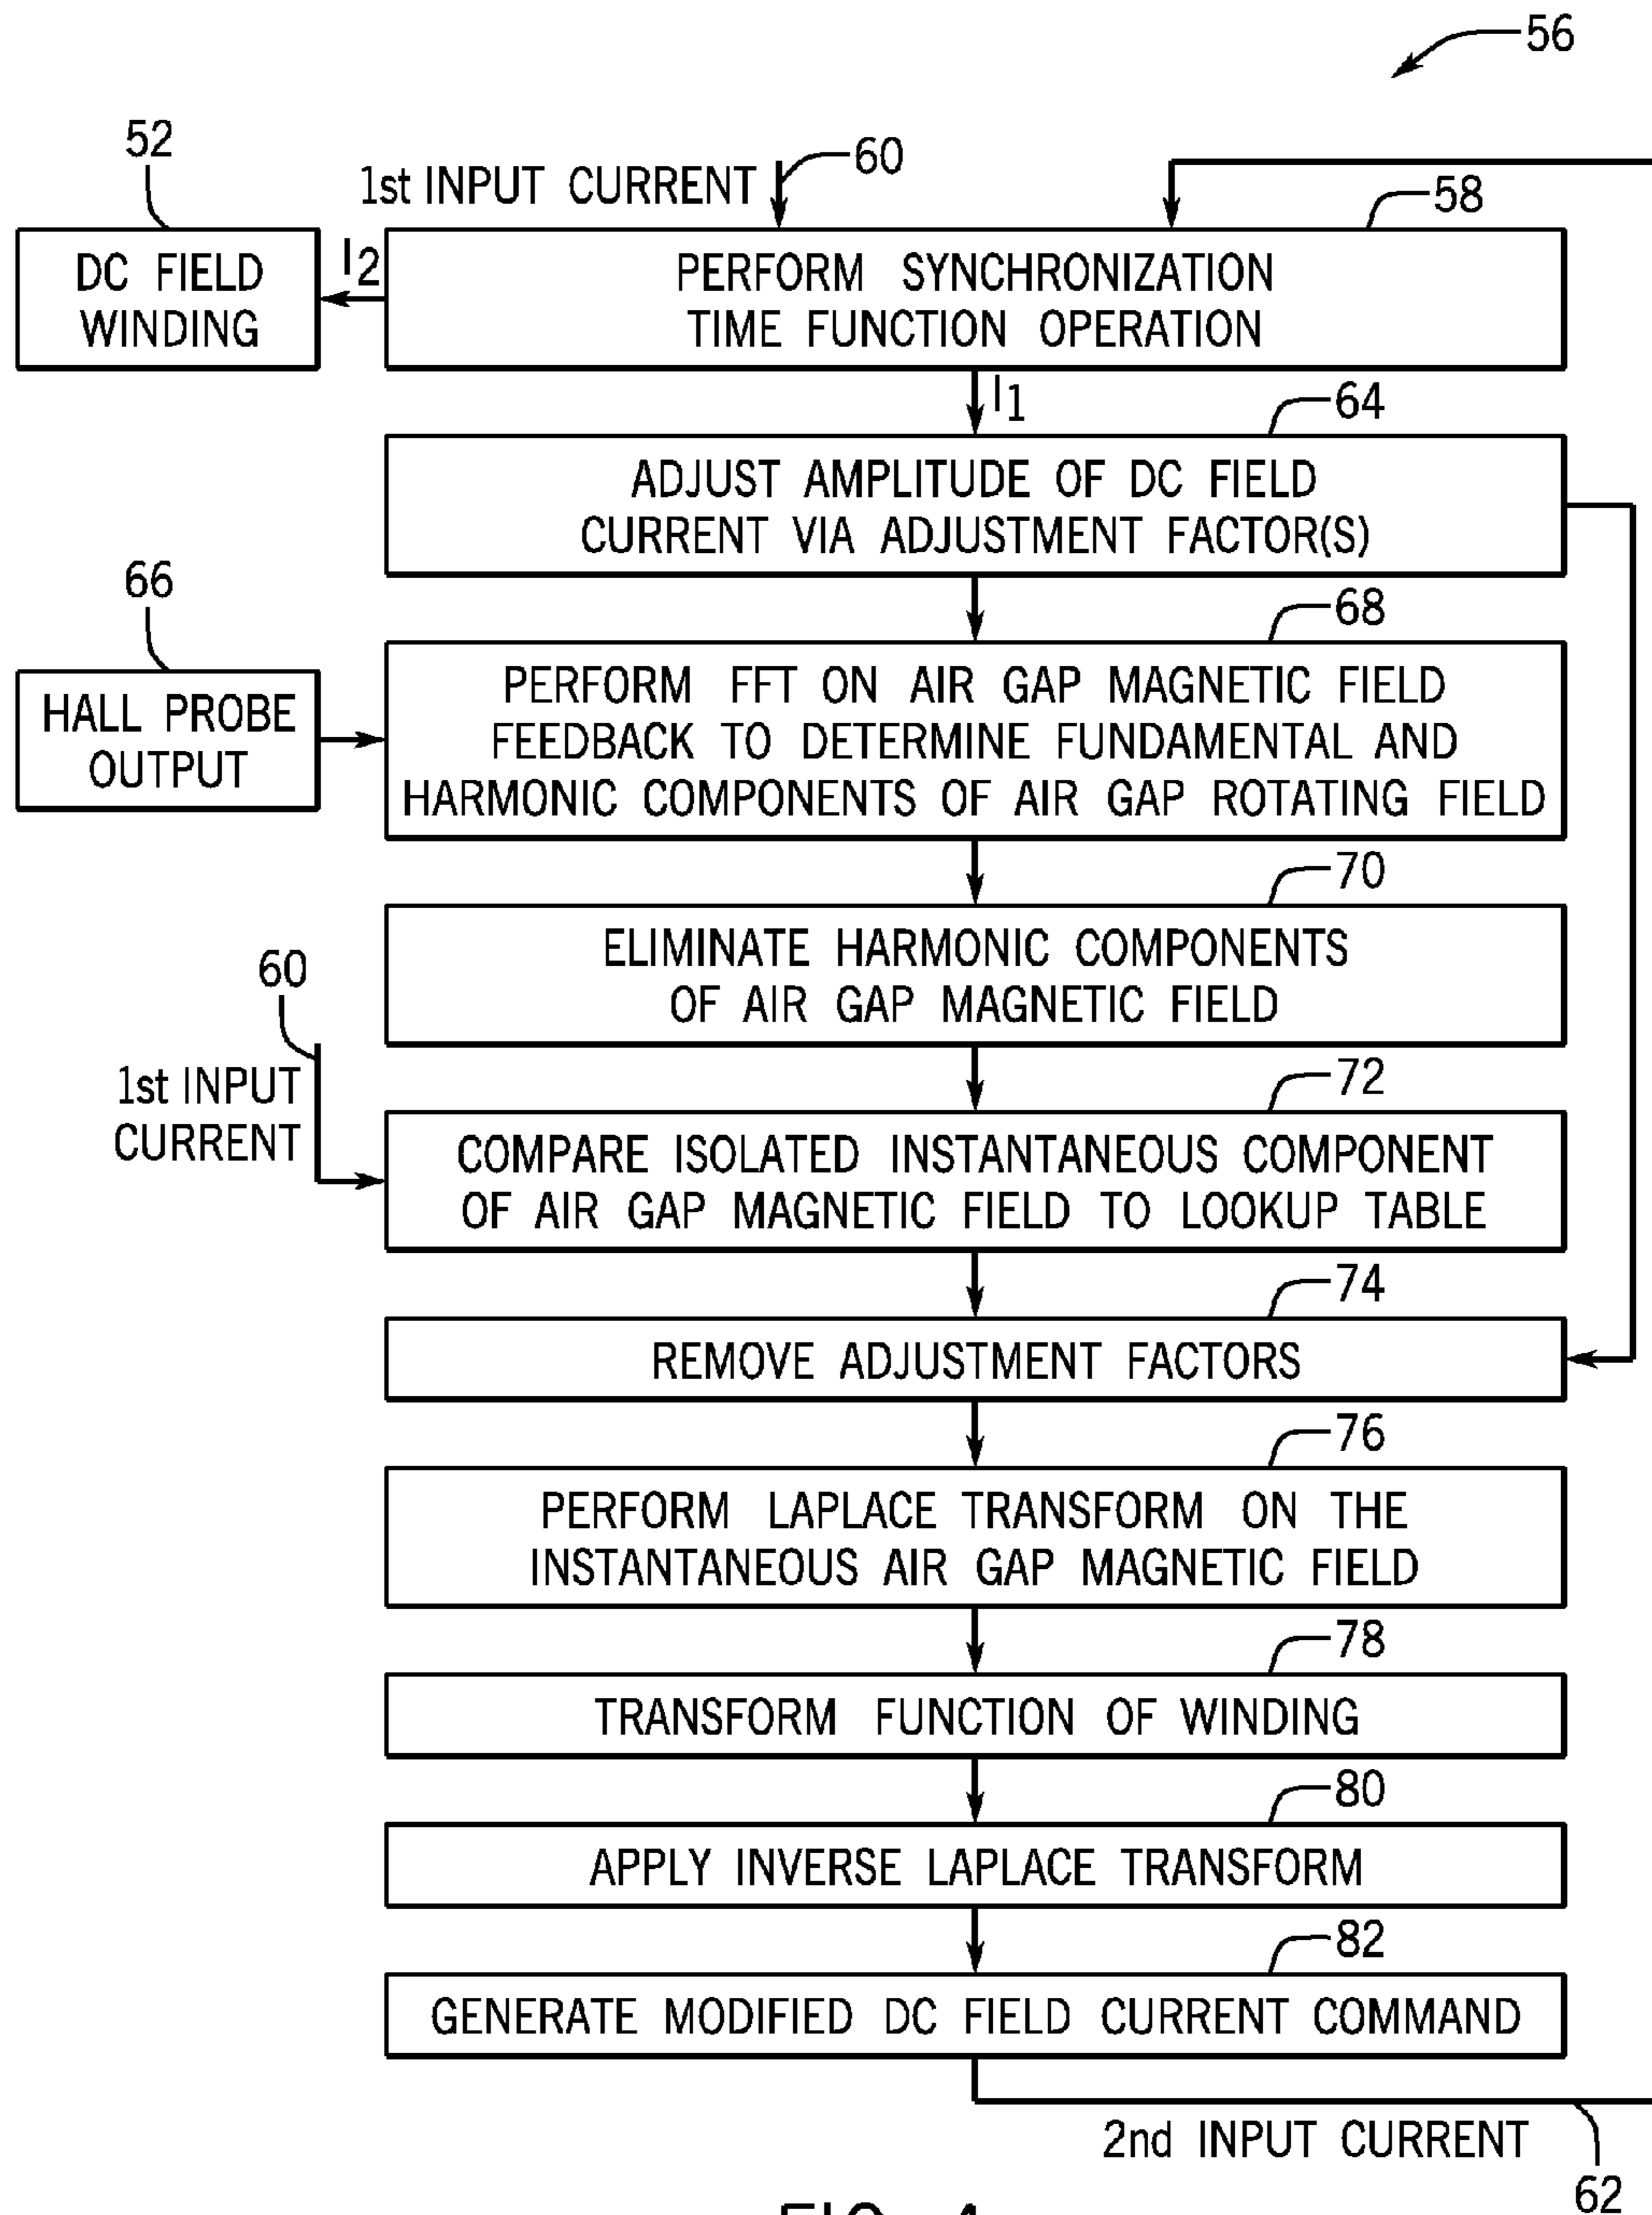 56
52
1st INPUT CURRENT
60
58
DC FIELD
WINDING
I2
PERFORM SYNCHRONIZATION
TIME FUNCTION OPERATION
I1
64
ADJUST AMPLITUDE OF DC FIELD
CURRENT VIA ADJUSTMENT FACTOR(S)
66
68
HALL PROBE
OUTPUT
PERFORM FFT ON AIR GAP MAGNETIC FIELD
FEEDBACK TO DETERMINE FUNDAMENTAL AND
HARMONIC COMPONENTS OF AIR GAP ROTATING FIELD
70
ELIMINATE HARMONIC COMPONENTS
OF AIR GAP MAGNETIC FIELD
60
1st INPUT
CURRENT
72
COMPARE ISOLATED INSTANTANEOUS COMPONENT
OF AIR GAP MAGNETIC FIELD TO LOOKUP TABLE
74
REMOVE ADJUSTMENT FACTORS
76
PERFORM LAPLACE TRANSFORM ON THE
INSTANTANEOUS AIR GAP MAGNETIC FIELD
78
TRANSFORM FUNCTION OF WINDING
80
APPLY INVERSE LAPLACE TRANSFORM
82
GENERATE MODIFIED DC FIELD CURRENT COMMAND
2nd INPUT CURRENT
62